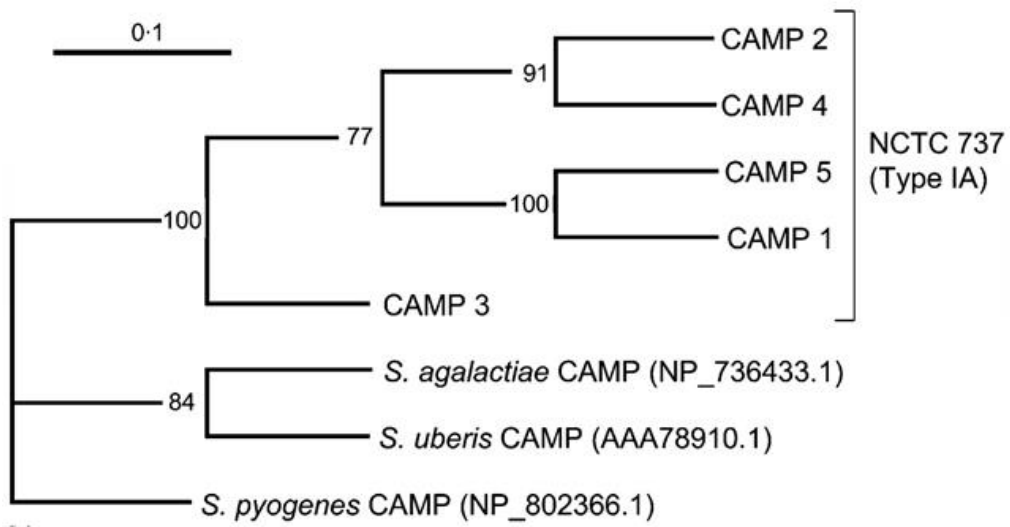 0·1
CAMP 2
91
CAMP 4
77
NCTC 737
(Type IA)
CAMP 5
100
CAMP 1
100
CAMP 3
S. agalactiae CAMP (NP_736433.1)
84
S. uberis CAMP (AAA78910.1)
S. pyogenes CAMP (NP_802366.1)